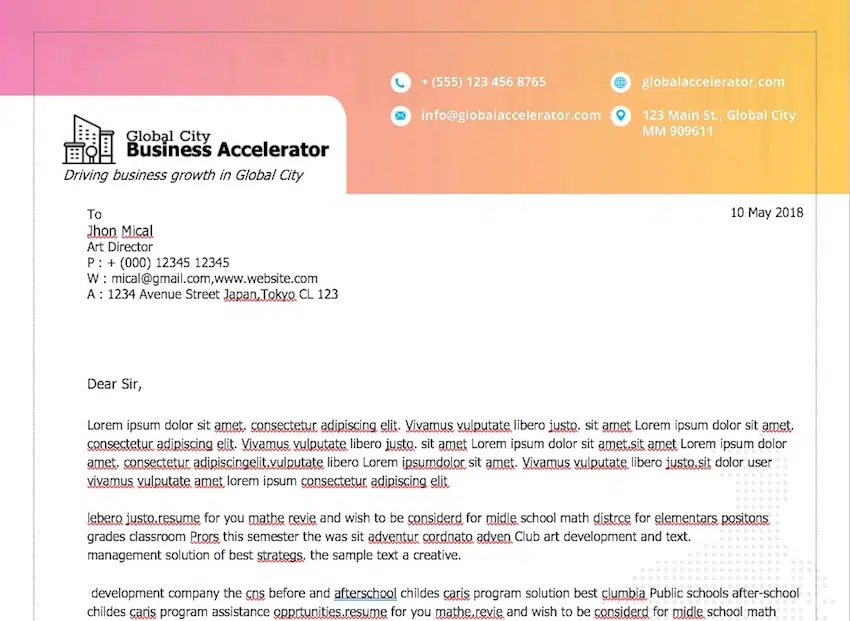 + (555) 123 456 8765
globalaccelerator.com
info@globalaccelerator.com
123 Main St., Global City
MM 909611
Global City
Business Accelerator
Driving business growth in Global City
10 May 2018
To
Jhon Mical
Art Director
P : + (000) 12345 12345
W : mical@gmail.com,www.website.com
A : 1234 Avenue Street Japan,Tokyo CL 123
Dear Sir,
Lorem ipsum dolor sit amet, consectetur adipiscing elit. Vivamus vulputate libero justo. sit amet Lorem ipsum dolor sit amet,
consectetur adipiscing elit. Vivamus vulputate libero justo. sit amet Lorem ipsum dolor sit amet,sit amet Lorem ipsum dolor
amet, consectetur adipiscingelit,vulputate libero Lorem ipsumdolor sit amet. Vivamus vulputate libero justo.sit dolor user
vivamus vulputate amet lorem ipsum consectetur adipiscing elit
lebero justo.resume for you mathe revie and wish to be considerd for midle school math distrce for elementars positons
grades classroom Prors this semester the was sit adventur cordnato adven Club art development and text.
management solution of best strategs. the sample text a creative.
development company the cns before and afterschool childes caris program solution best clumbia Public schools after-school
childes caris program assistance opprtunities.resume for you mathe.revie and wish to be considerd for midle school math